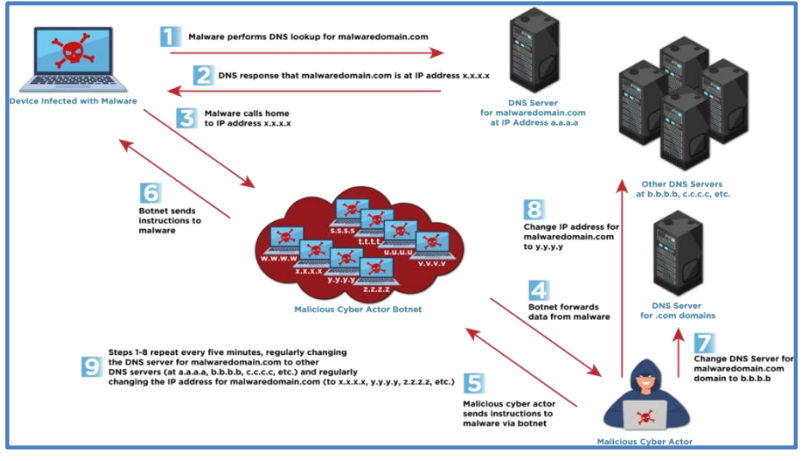 1 Malware performs DNS lookup for malwaredomain.com
2 DNS response that malwaredomain.com is at IP address x.x.x.x
Device Infected with Malware
DNS Server
for malwaredomain.com
at IP Address a.a.a.a
3 Malware calls home
to IP address x.x.x.x
Other DNS Servers
at b.b.b.b, c.c.c.c, etc.
6
Botnet sends
instructions to
malware
8
Change IP address for
malwaredomain.com
to y.y.y.y
s.s.s.s
t.t.t.t
u.u.u.u
v.v.v.v
w.w.w.w
x.x.x.x
y.y.y.y
z.z.z.z
Malicious Cyber Actor Botnet
4
Botnet forwards
data from malware
DNS Server
for .com domains
7
Change DNS Server for
malwaredomain.com
domain to b.b.b.b
9 Steps 1-8 repeat every five minutes, regularly changing
the DNS server for malwaredomain.com to other
DNS servers (at a.a.a.a, b.b.b.b, c.c.c.c, etc.) and regularly
changing the IP address for malwaredomain.com (to x.x.x.x, y.y.y.y, z.z.z.z, etc.)
5
Malicious cyber actor
sends instructions to
malware via botnet
Malicious Cyber Actor